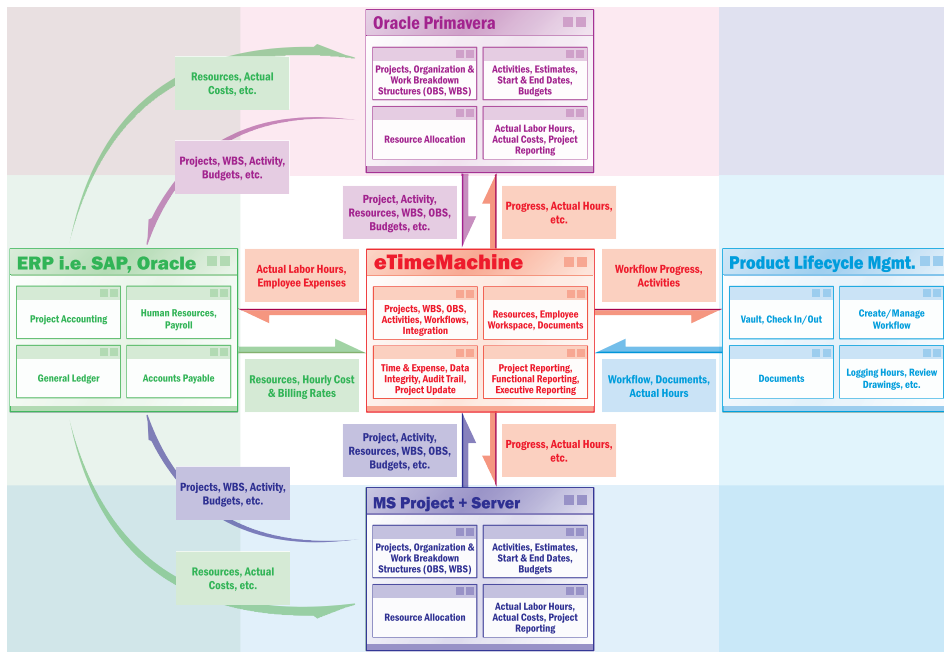 Oracle Primavera
Projects, Organization &
Work Breakdown
Structures (OBS, WBS)
Activities, Estimates,
Start & End Dates,
Budgets
Resource Allocation
Actual Labor Hours,
Actual Costs, Project
Reporting
Resources, Actual
Costs, etc.
Projects, WBS, Activity,
Budgets, etc.
Project, Activity,
Resources, WBS, OBS,
Budgets, etc.
Progress, Actual Hours,
etc.
ERP i.e. SAP, Oracle
Project Accounting
Human Resources,
Payroll
General Ledger
Accounts Payable
Actual Labor Hours,
Employee Expenses
Resources, Hourly Cost
& Billing Rates
eTimeMachine
Projects, WBS, OBS,
Activities, Workflows,
Integration
Resources, Employee
Workspace, Documents
Time & Expense, Data
Integrity, Audit Trail,
Project Update
Project Reporting,
Functional Reporting,
Executive Reporting
Workflow Progress,
Activities
Workflow, Documents,
Actual Hours
Product Lifecycle Mgmt.
Vault, Check In/Out
Create/Manage
Workflow
Documents
Logging Hours, Review
Drawings, etc.
Project, Activity,
Resources, WBS, OBS,
Budgets, etc.
Progress, Actual Hours,
etc.
Projects, WBS, Activity,
Budgets, etc.
Resources, Actual
Costs, etc.
MS Project + Server
Projects, Organization &
Work Breakdown
Structures (OBS, WBS)
Activities, Estimates,
Start & End Dates,
Budgets
Resource Allocation
Actual Labor Hours,
Actual Costs, Project
Reporting